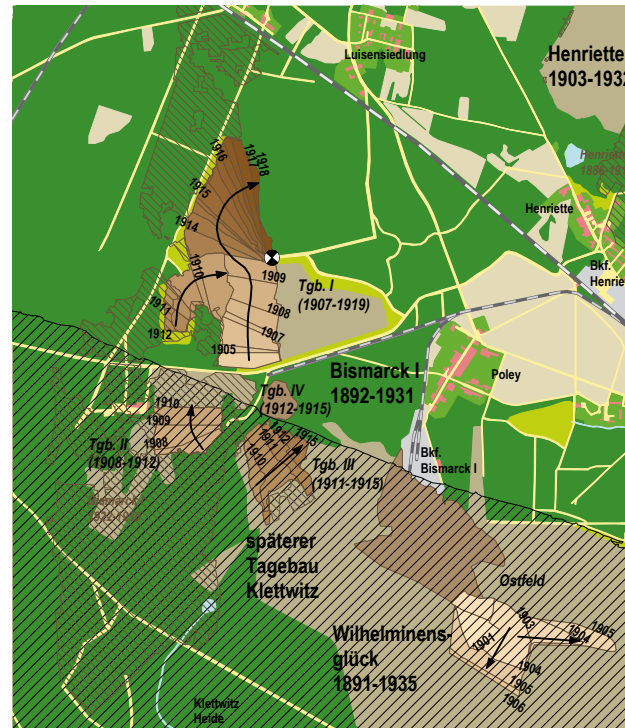 Luisensiedlung
Henriette
1903-1932
Henriette
Henriette
Bkf.
Henrie
1916
1917
1918
1915
1914
1910
1911
1912
1909
1908
1907
1905
Tgb. I
(1907-1919)
Bismarck I
1892-1931
Poley
Bkf.
Bismarck I
Tgb. IV
(1912-1915)
1910
1909
1908
Tgb. II
(1908-1912)
1910
1911
1912
1915
Tgb. III
(1911-1915)
späterer
Tagebau
Klettwitz
Ostfeld
1903
1904
1905
1901
1904
1905
1906
Wilhelminens-
glück
1891-1935
Klettwitz
Heide